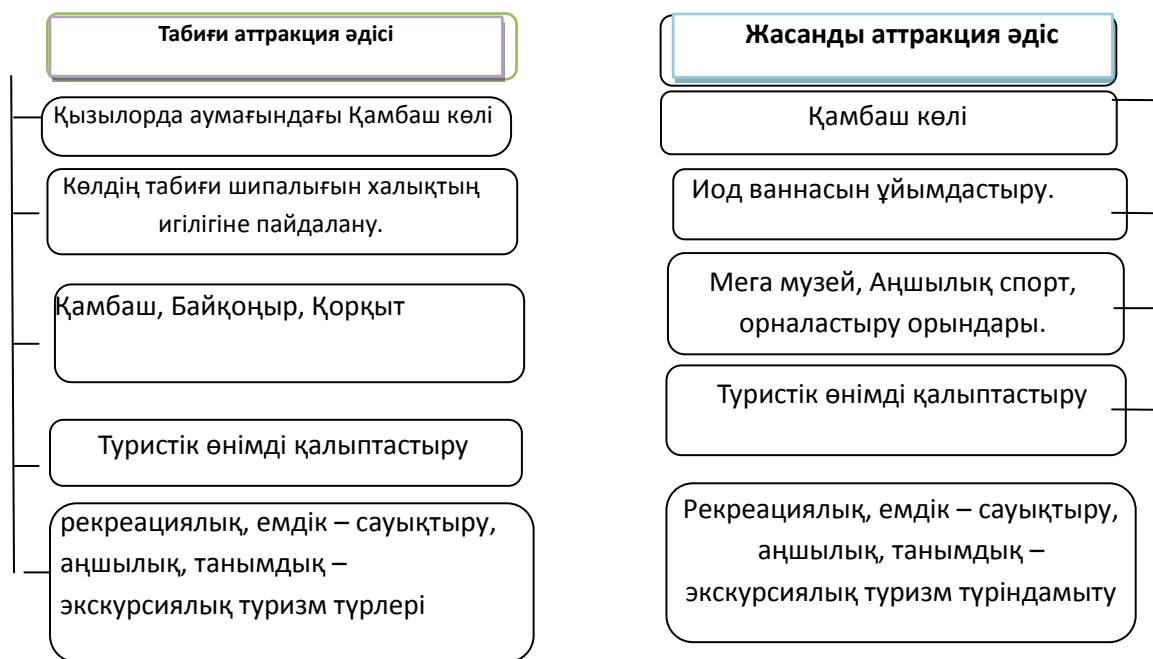 Табиғи аттракция әдісі
Қызылорда аумағындағы Қамбаш көлі
Көлдің табиғи шипалығын халықтың
игілігіне пайдалану.
Қамбаш, Байқоңыр, Қорқыт
Туристік өнімді қалыптастыру
рекреациялық, емдік – сауықтыру,
аңшылық, танымдық –
экскурсиялық туризм түрлері
Жасанды аттракция әдіс
Қамбаш көлі
Иод ваннасын ұйымдастыру.
Мега музей, Аңшылық спорт,
орналастыру орындары.
Туристік өнімді қалыптастыру
Рекреациялық, емдік – сауықтыру,
аңшылық, танымдық –
экскурсиялық туризм түріндамыту